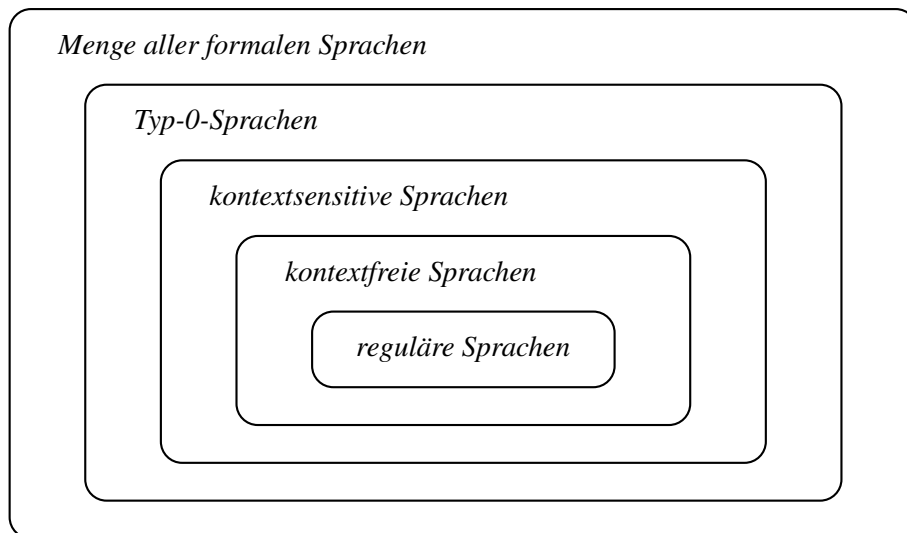 Menge aller formalen Sprachen
Typ-0-Sprachen
kontextsensitive Sprachen
kontextfreie Sprachen
reguläre Sprachen